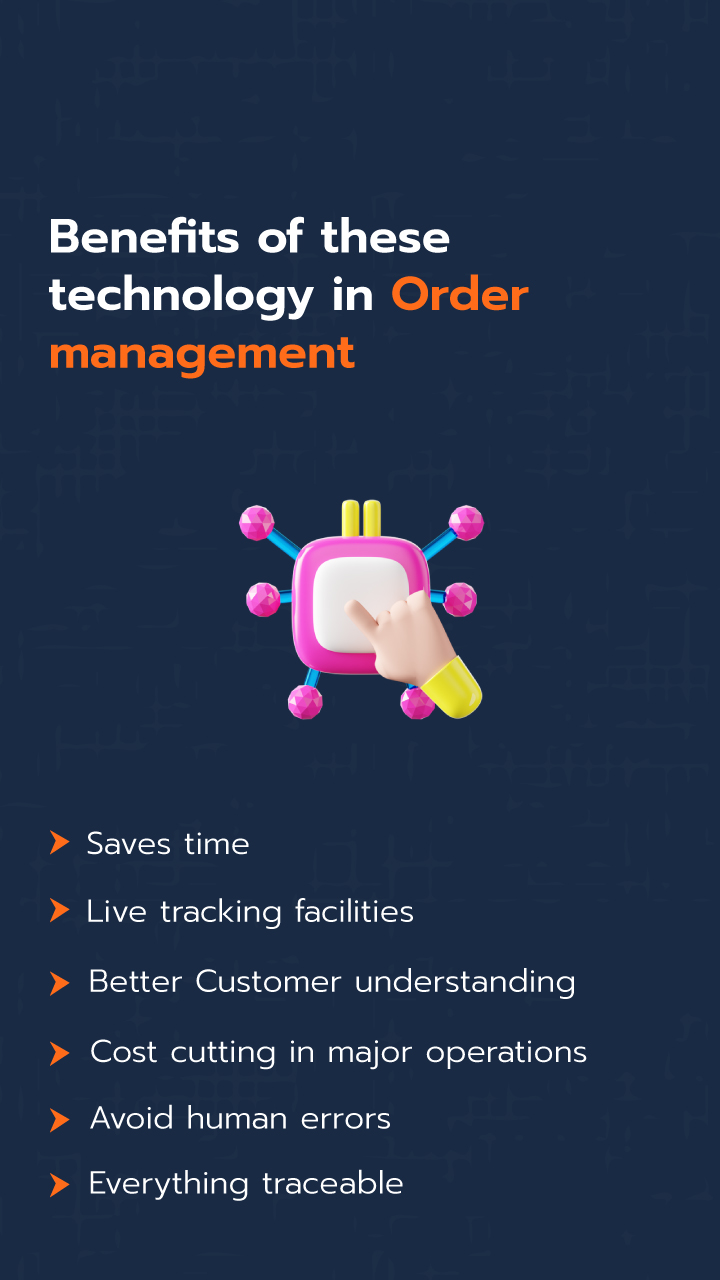 Benefits of these
technology in Order
management
Saves time
Live tracking facilities
Better Customer understanding
Cost cutting in major operations
Avoid human errors
Everything traceable